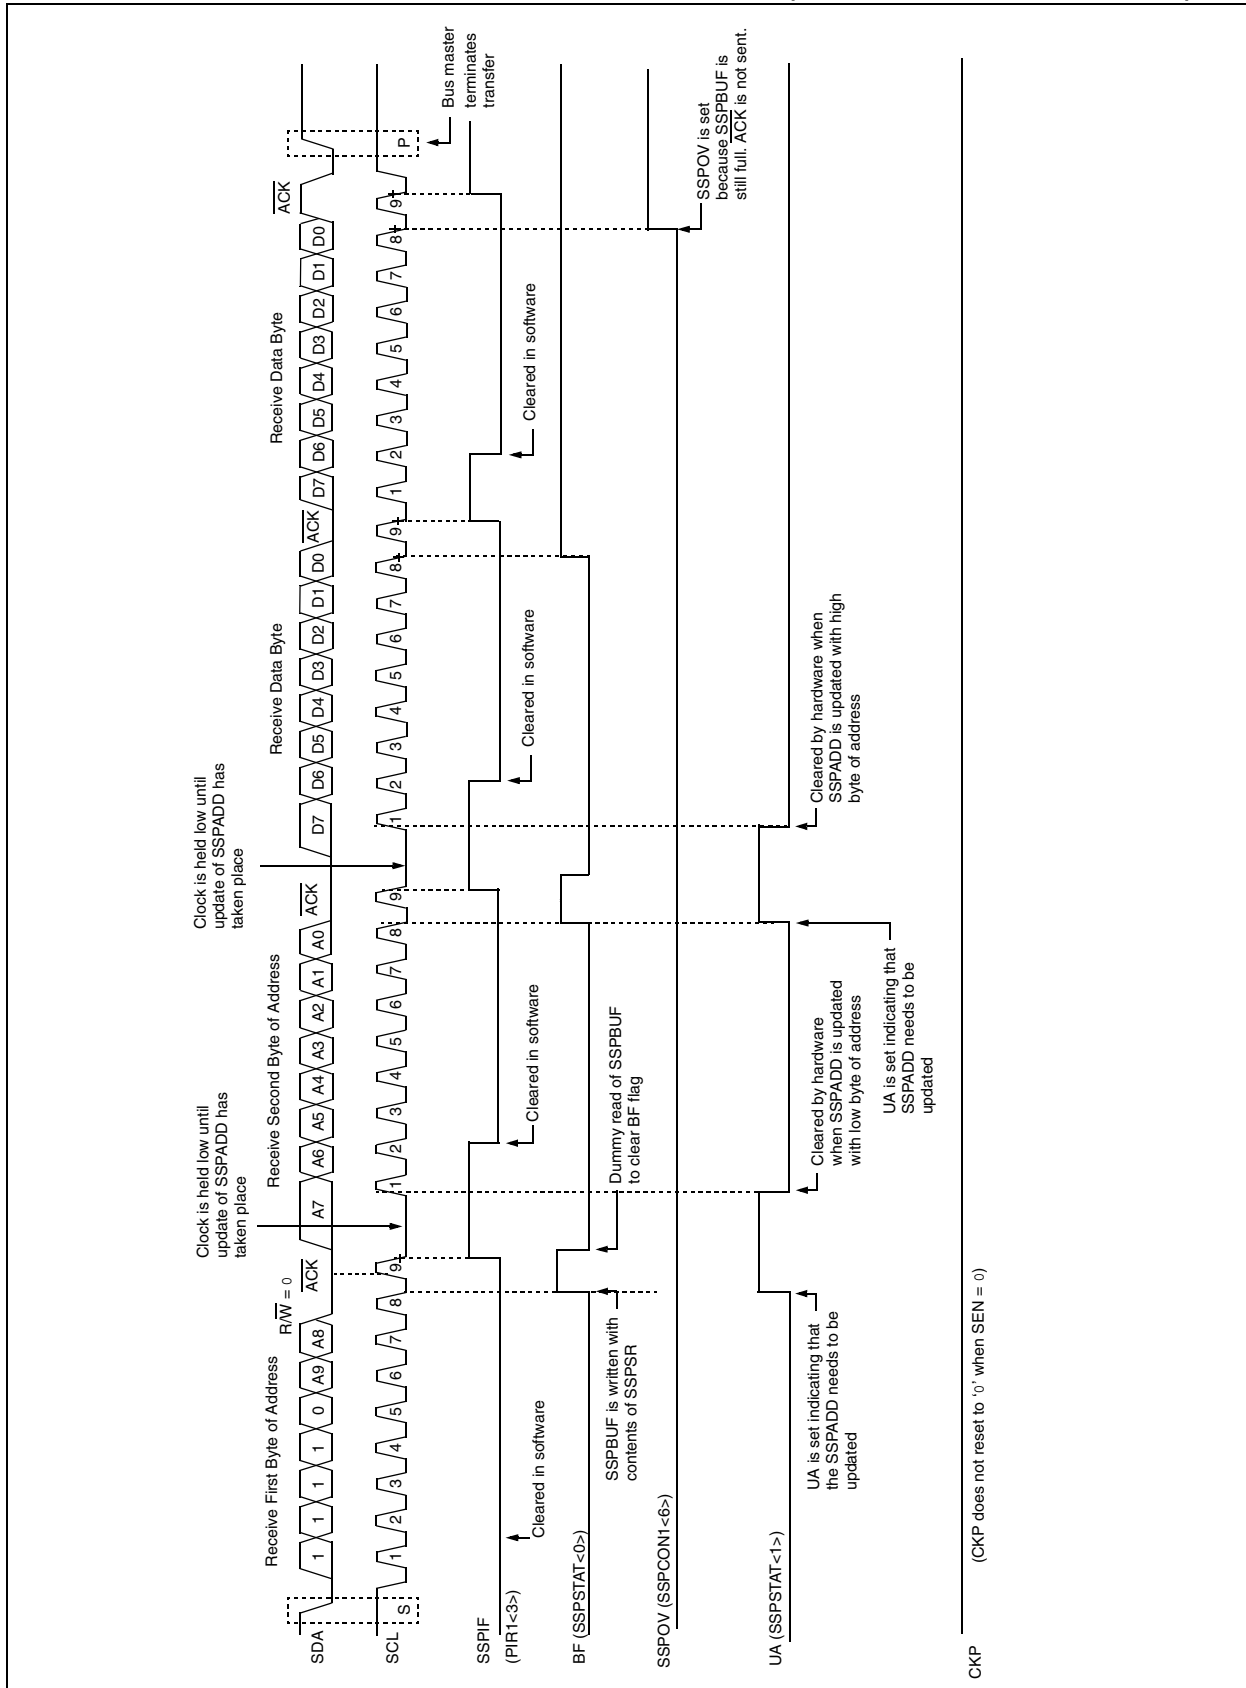 Clock is held low until
update of SSPADD has
taken place
Clock is held low until
update of SSPADD has
taken place
Receive First Byte of Address
R/W = 0
Receive Second Byte of Address
Receive Data Byte
Receive Data Byte
ACK
ACK
ACK
ACK
SDA
1 1 1 1 0 A9 A8
A7 A6 A5 A4 A3 A2 A1 A0
D7 D6 D5 D4 D3 D2 D1 D0
D7 D6 D5 D4 D3 D2 D1 D0
SCL
S
1 2 3 4 5 6 7 8 9
1 2 3 4 5 6 7 8 9
1 2 3 4 5 6 7 8 9
1 2 3 4 5 6 7 8 9
P
Bus master
terminates
transfer
SSPIF
(PIR1<3>)
Cleared in software
Cleared in software
Cleared in software
Cleared in software
BF (SSPSTAT<0>)
SSPBUF is written with
contents of SSPSR
Dummy read of SSPBUF
to clear BF flag
SSPOV (SSPCON1<6>)
SSPOV is set
because SSPBUF is
still full. ACK is not sent.
UA (SSPSTAT<1>)
UA is set indicating that
the SSPADD needs to be
updated
Cleared by hardware
when SSPADD is updated
with low byte of address
UA is set indicating that
SSPADD needs to be
updated
Cleared by hardware when
SSPADD is updated with high
byte of address
CKP
(CKP does not reset to ‘0’ when SEN = 0)